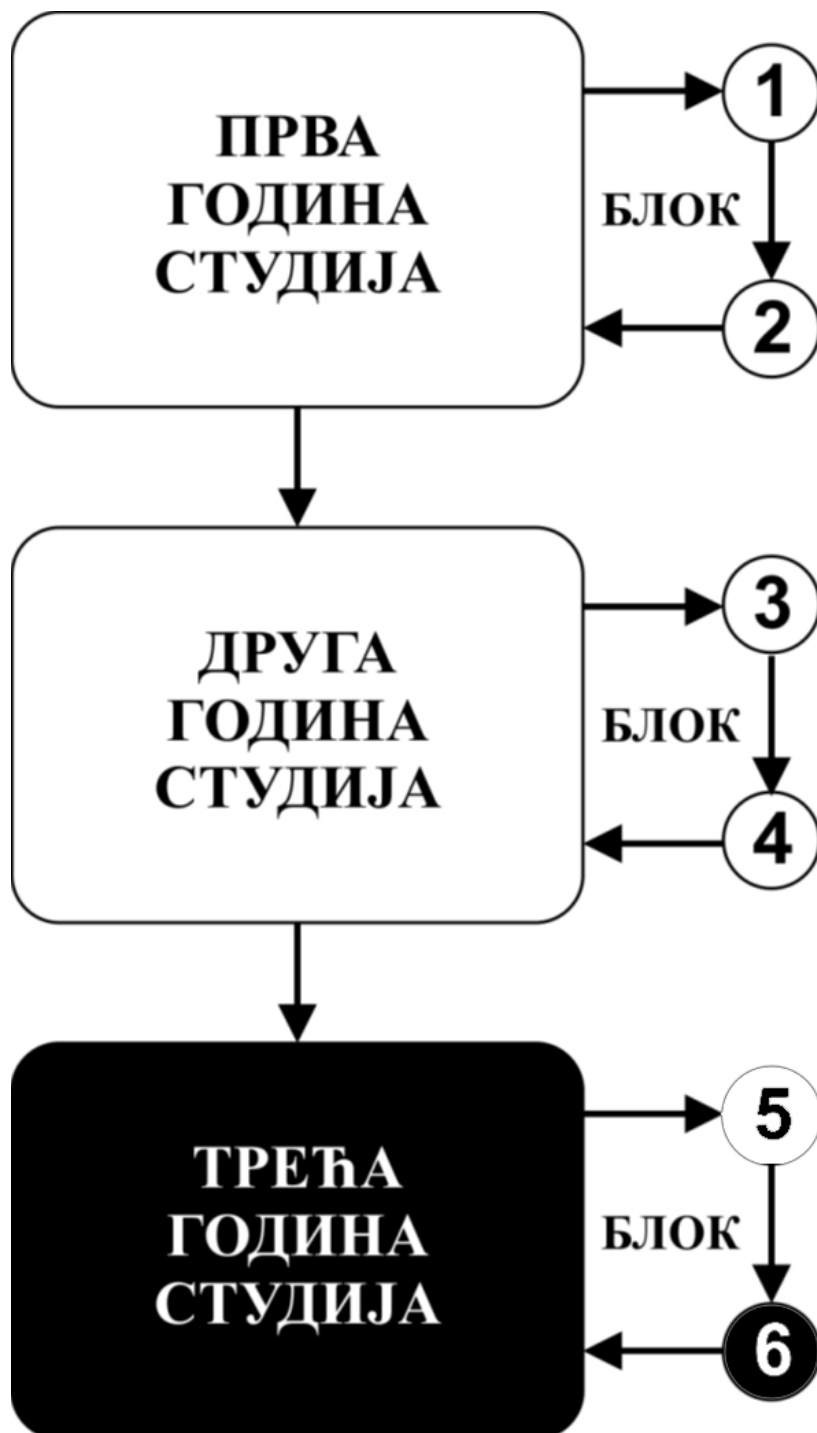 ПРВА
ГОДИНА
СТУДИЈА
1
БЛОК
2
ДРУГА
ГОДИНА
СТУДИЈА
3
БЛОК
4
ТРЕЋА
ГОДИНА
СТУДИЈА
5
БЛОК
6